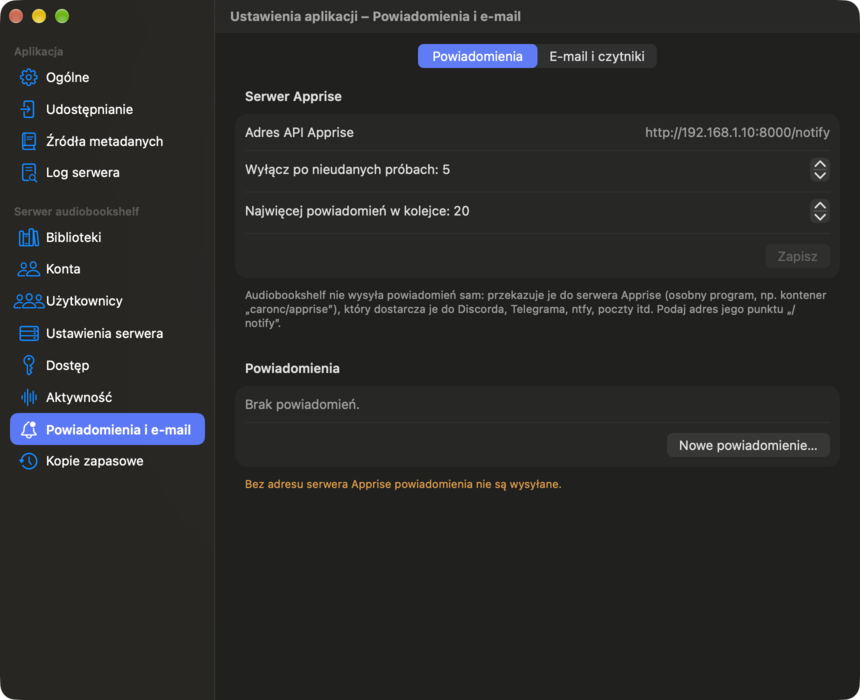 Ustawienia aplikacji – Powiadomienia i e-mail
Aplikacja
Ogólne
Udostępnianie
Źródła metadanych
Log serwera
Serwer audiobookshelf
Biblioteki
Konta
Użytkownicy
Ustawienia serwera
Dostęp
Aktywność
Powiadomienia i e-mail
Kopie zapasowe
Powiadomienia
E-mail i czytniki
Serwer Apprise
Adres API Apprise
http://192.168.1.10:8000/notify
Wyłącz po nieudanych próbach: 5
Najwięcej powiadomień w kolejce: 20
Zapisz
Audiobookshelf nie wysyła powiadomień sam: przekazuje je do serwera Apprise (osobny program, np. kontener
„caronc/apprise”), który dostarcza je do Discorda, Telegrama, ntfy, poczty itd. Podaj adres jego punktu „/
notify”.
Powiadomienia
Brak powiadomień.
Nowe powiadomienie...
Bez adresu serwera Apprise powiadomienia nie są wysyłane.